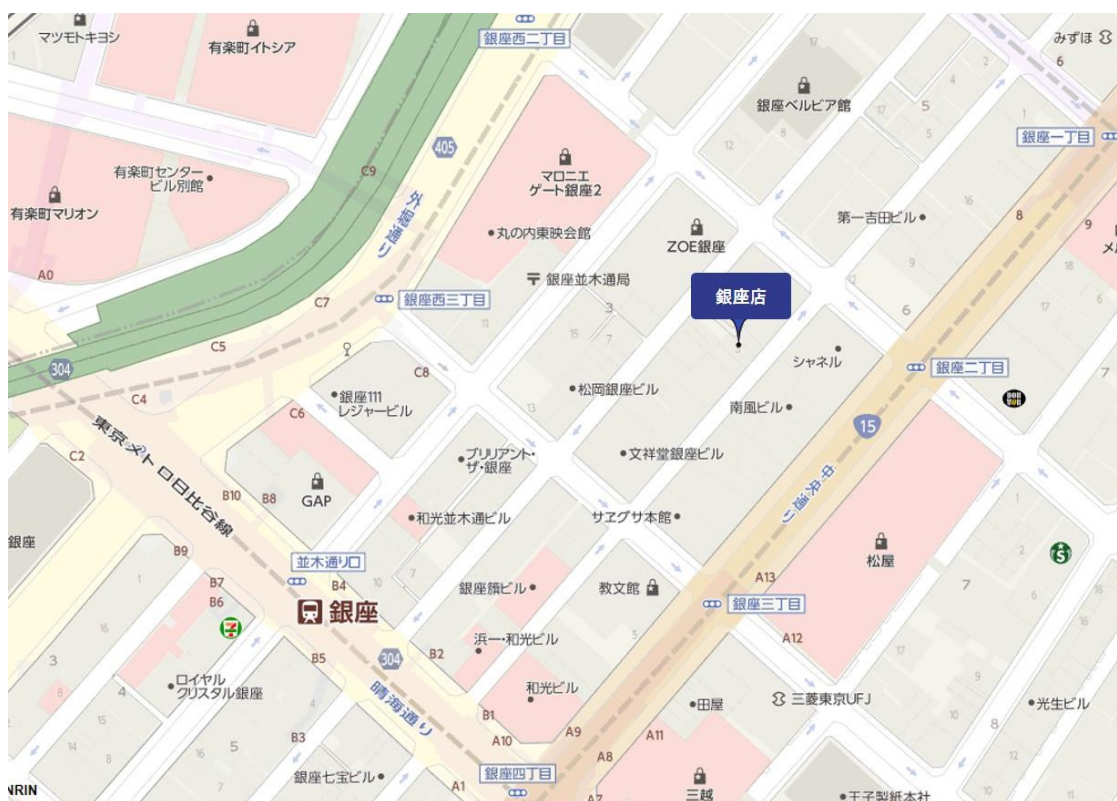 マツモトキヨシ
有楽町イトシア
銀座西二丁目
みずほ
銀座ベルビア館
銀座一丁目
405
有楽町センター
ビル別館
有楽町マリオン
C9
外堀通り
マロニエ
ゲート銀座2
丸の内東映会館
ZOE銀座
第一吉田ビル
A0
C7
銀座西三丁目
銀座並木通局
銀座店
シャネル
銀座二丁目
304
C5
C4
C8
銀座111
レジャービル
松岡銀座ビル
南風ビル
15
C6
C2
東京メトロ日比谷線
GAP
ブリリアント・
ザ・銀座
文祥堂銀座ビル
中央通り
B10
B8
和光並木通ビル
サヱグサ本館
松屋
銀座
B9
並木通り口
B7
B6
B4
銀座
銀座籏ビル
教文館
A13
銀座三丁目
A12
B5
304
B2
浜一・和光ビル
ロイヤル
クリスタル銀座
晴海通り
和光ビル
B1
田屋
三菱東京UFJ
光生ビル
B3
A10
A9
A11
A8
銀座七宝ビル
A1
銀座四丁目
A7
三越
王子製紙本社
NRIN